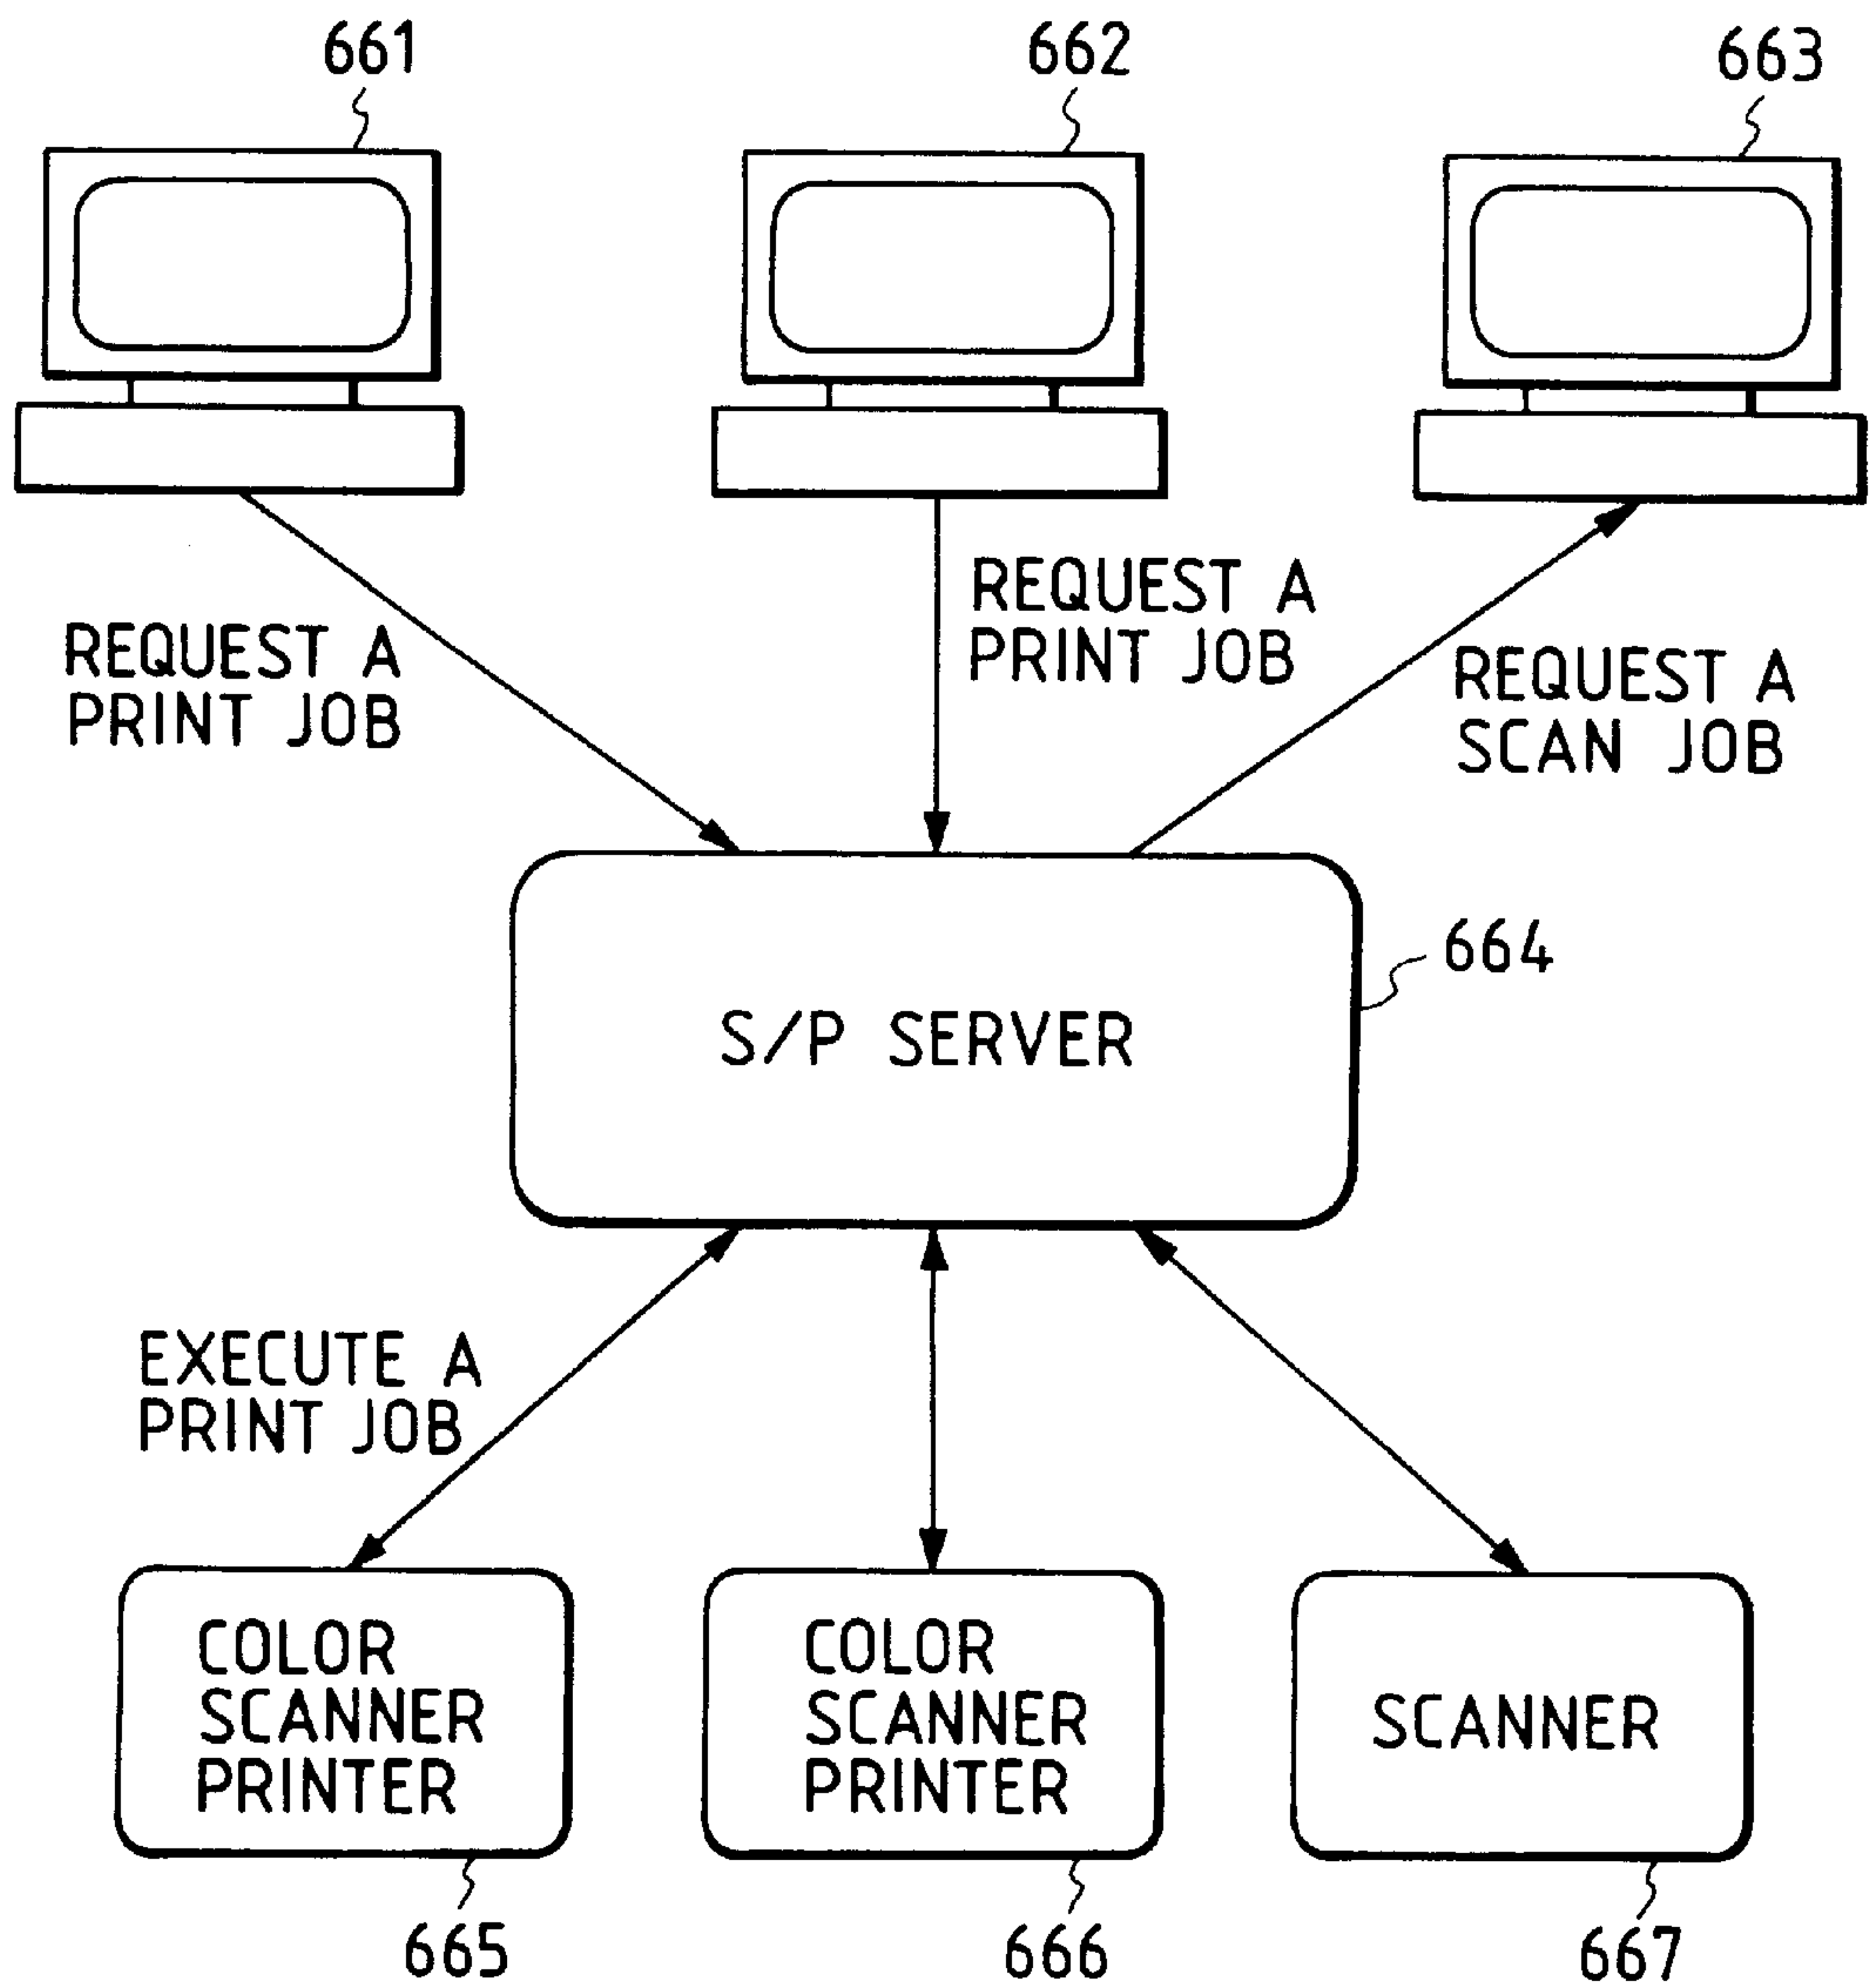 661
662
663
REQUEST A
PRINT JOB
REQUEST A
PRINT JOB
REQUEST A
SCAN JOB
S/P SERVER
664
EXECUTE A
PRINT JOB
COLOR
SCANNER
PRINTER
COLOR
SCANNER
PRINTER
SCANNER
665
666
667